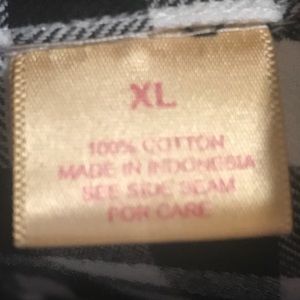 XL
100% COTTON
MADE IN INDONESIA
SEE SIDE SEAM
FOR CARE